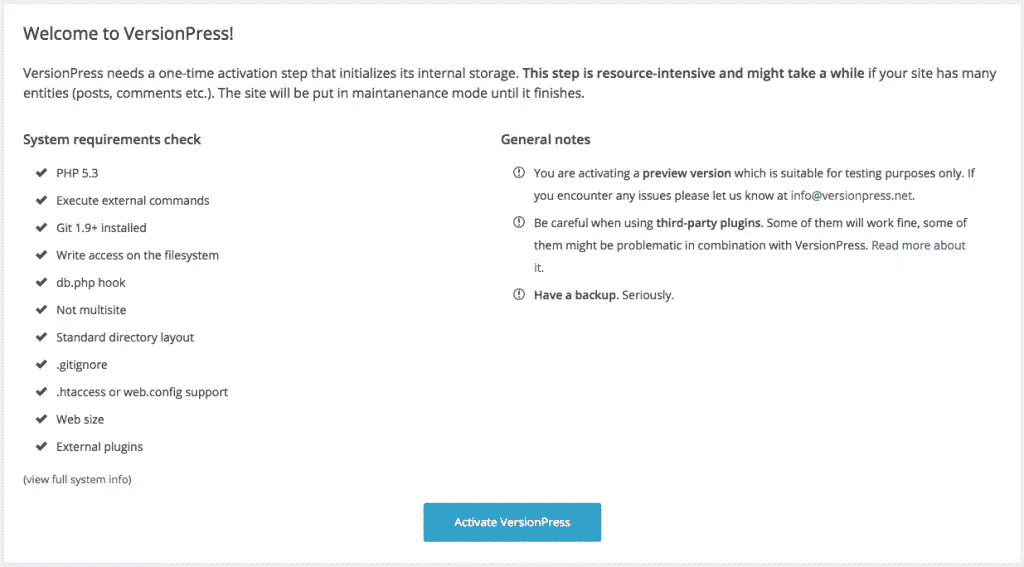 Welcome to VersionPress!
VersionPress needs a one-time activation step that initializes its internal storage. This step is resource-intensive and might take a while if your site has many
entities (posts, comments etc.). The site will be put in maintanenance mode until it finishes.
System requirements check
PHP 5.3
Execute external commands
Git 1.9+ installed
Write access on the filesystem
db.php hook
Not multisite
Standard directory layout
.gitignore
.htaccess or web.config support
Web size
External plugins
(view full system info)
General notes
You are activating a preview version which is suitable for testing purposes only. If
you encounter any issues please let us know at info@versionpress.net.
Be careful when using third-party plugins. Some of them will work fine, some of
them might be problematic in combination with VersionPress. Read more about
it.
Have a backup. Seriously.
Activate VersionPress